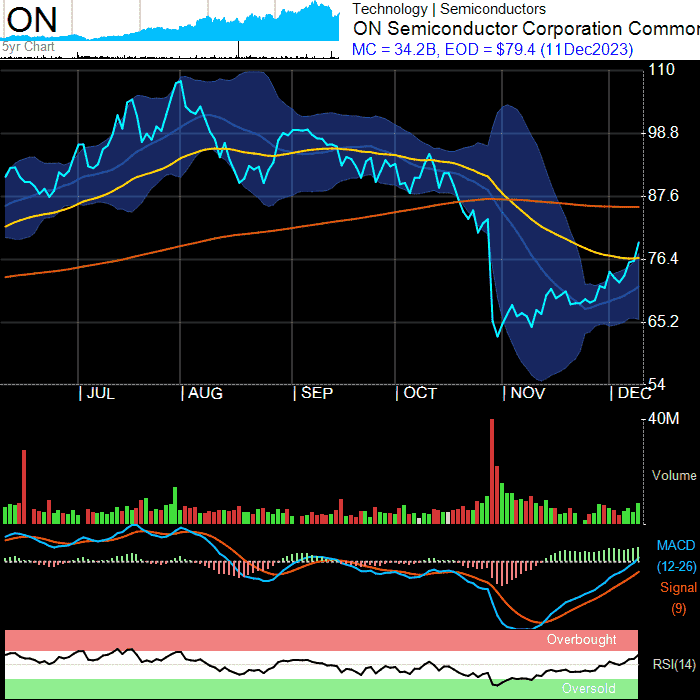 ON
Technology | Semiconductors
ON Semiconductor Corporation Common
MC = 34.2B, EOD = $79.4 (11Dec2023)
5yr Chart
110
98.8
87.6
76.4
65.2
54
JUL AUG SEP OCT NOV DEC
40M
Volume
MACD
(12-26)
Signal
(9)
Overbought
RSI(14)
Oversold